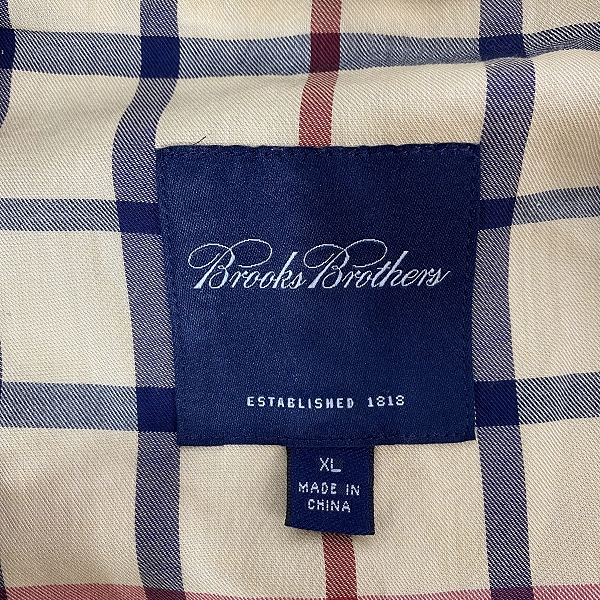 Brooks Brothers
ESTABLISHED 1818
XL
MADE IN
CHINA